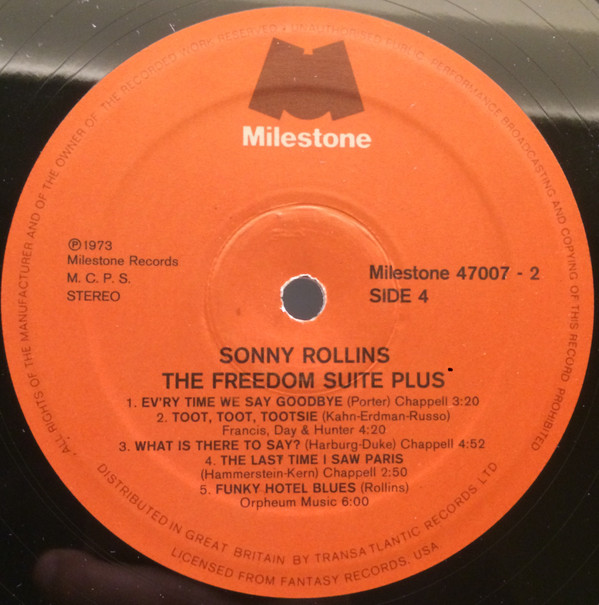 ALL RIGHTS OF THE MANUFACTURER AND OF THE OWNER OF THE RECORDED WORK RECEIVED • UNAUTHORISED PUBLIC PERFORMANCE BROADCASTING AND COPYING OF THIS RECORD PROHIBITED
Milestone
Ⓟ1973
Milestone Records
M. C. P. S.
STEREO
Milestone 47007 - 2
SIDE 4
SONNY ROLLINS
THE FREEDOM SUITE PLUS
1. EV'RY TIME WE SAY GOODBYE (Porter) Chappell 3:20
2. TOOT, TOOT, TOOTSIE (Kahn-Erdman-Russo)
Francis, Day & Hunter 4:20
3. WHAT IS THERE TO SAY? (Harburg-Duke) Chappell 4:52
4. THE LAST TIME I SAW PARIS
(Hammerstein-Kern) Chappell 2:50
5. FUNKY HOTEL BLUES (Rollins)
Orpheum Music 6:00
DISTRIBUTED IN GREAT BRITAIN BY TRANSATLANTIC RECORDS LTD
LICENSED FROM FANTASY RECORDS, USA